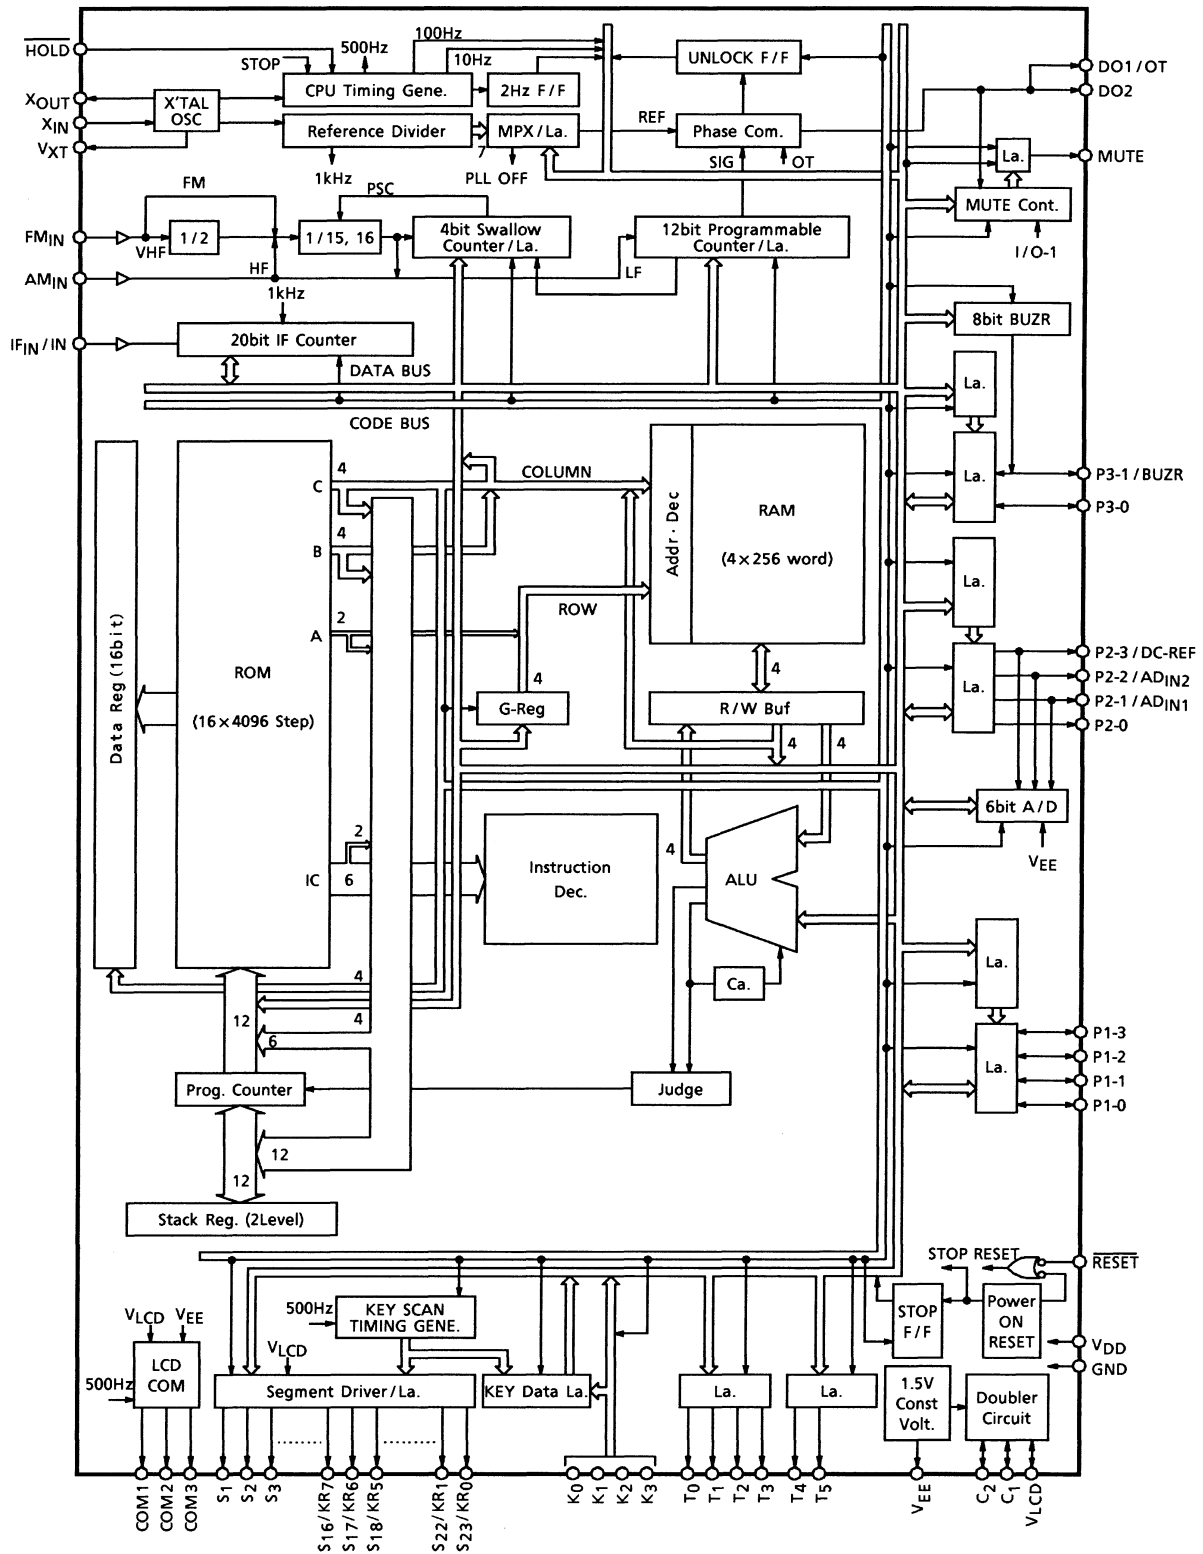 HOLD
XOUT
XIN
VXT
FMIN
AMIN
IFIN/IN
STOP
500Hz
100Hz
10Hz
CPU Timing Gene.
2Hz F/F
UNLOCK F/F
X'TAL
OSC
Reference Divider
MPX/La.
REF
Phase Com.
7
1kHz
PLL OFF
SIG
OT
DO1/OT
DO2
La.
MUTE
MUTE Cont.
I/O-1
FM
PSC
1/2
VHF
HF
1/15, 16
4bit Swallow
Counter/La.
LF
12bit Programmable
Counter/La.
1kHz
20bit IF Counter
8bit BUZR
DATA BUS
CODE BUS
La.
La.
P3-1/BUZR
P3-0
Data Reg (16bit)
ROM
(16×4096 Step)
C
4
B
4
A
2
COLUMN
ROW
Addr. Dec
RAM
(4×256 word)
4
4
G-Reg
R/W Buf
4
4
La.
La.
P2-3/DC-REF
P2-2/ADIN2
P2-1/ADIN1
P2-0
6bit A/D
VEE
IC
2
6
Instruction
Dec.
4
ALU
Ca.
La.
La.
P1-3
P1-2
P1-1
P1-0
4
4
12
6
Prog. Counter
Judge
12
12
Stack Reg. (2Level)
STOP RESET
RESET
STOP
F/F
Power
ON
RESET
VDD
GND
500Hz
KEY SCAN
TIMING GENE.
VLCD
VEE
LCD
COM
500Hz
VLCD
Segment Driver/La.
KEY Data La.
La.
La.
1.5V
Const
Volt.
Doubler
Circuit
COM1
COM2
COM3
S1
S2
S3
S16/KR7
S17/KR6
S18/KR5
S22/KR1
S23/KR0
K0
K1
K2
K3
T0
T1
T2
T3
T4
T5
VEE
C2
C1
VLCD